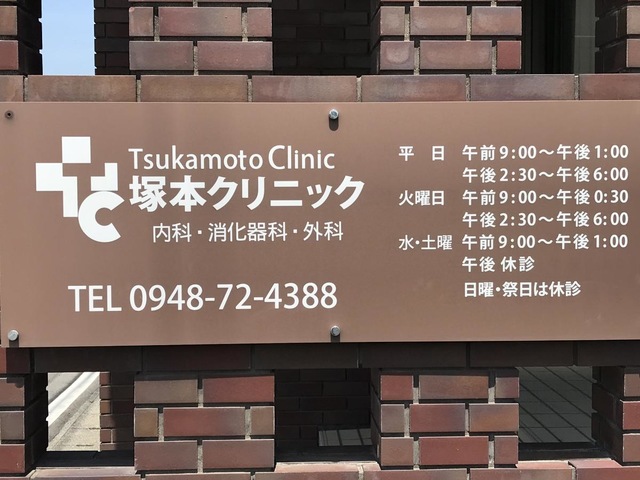 Tsukamoto Clinic
塚本クリニック
内科・消化器科・外科
TEL 0948-72-4388
平 日 午前 9:00～午後 1:00
午後 2:30～午後 6:00
火曜日 午前 9:00～午後 0:30
午後 2:30～午後 6:00
水・土曜 午前 9:00～午後 1:00
午後 休診
日曜・祭日は休診